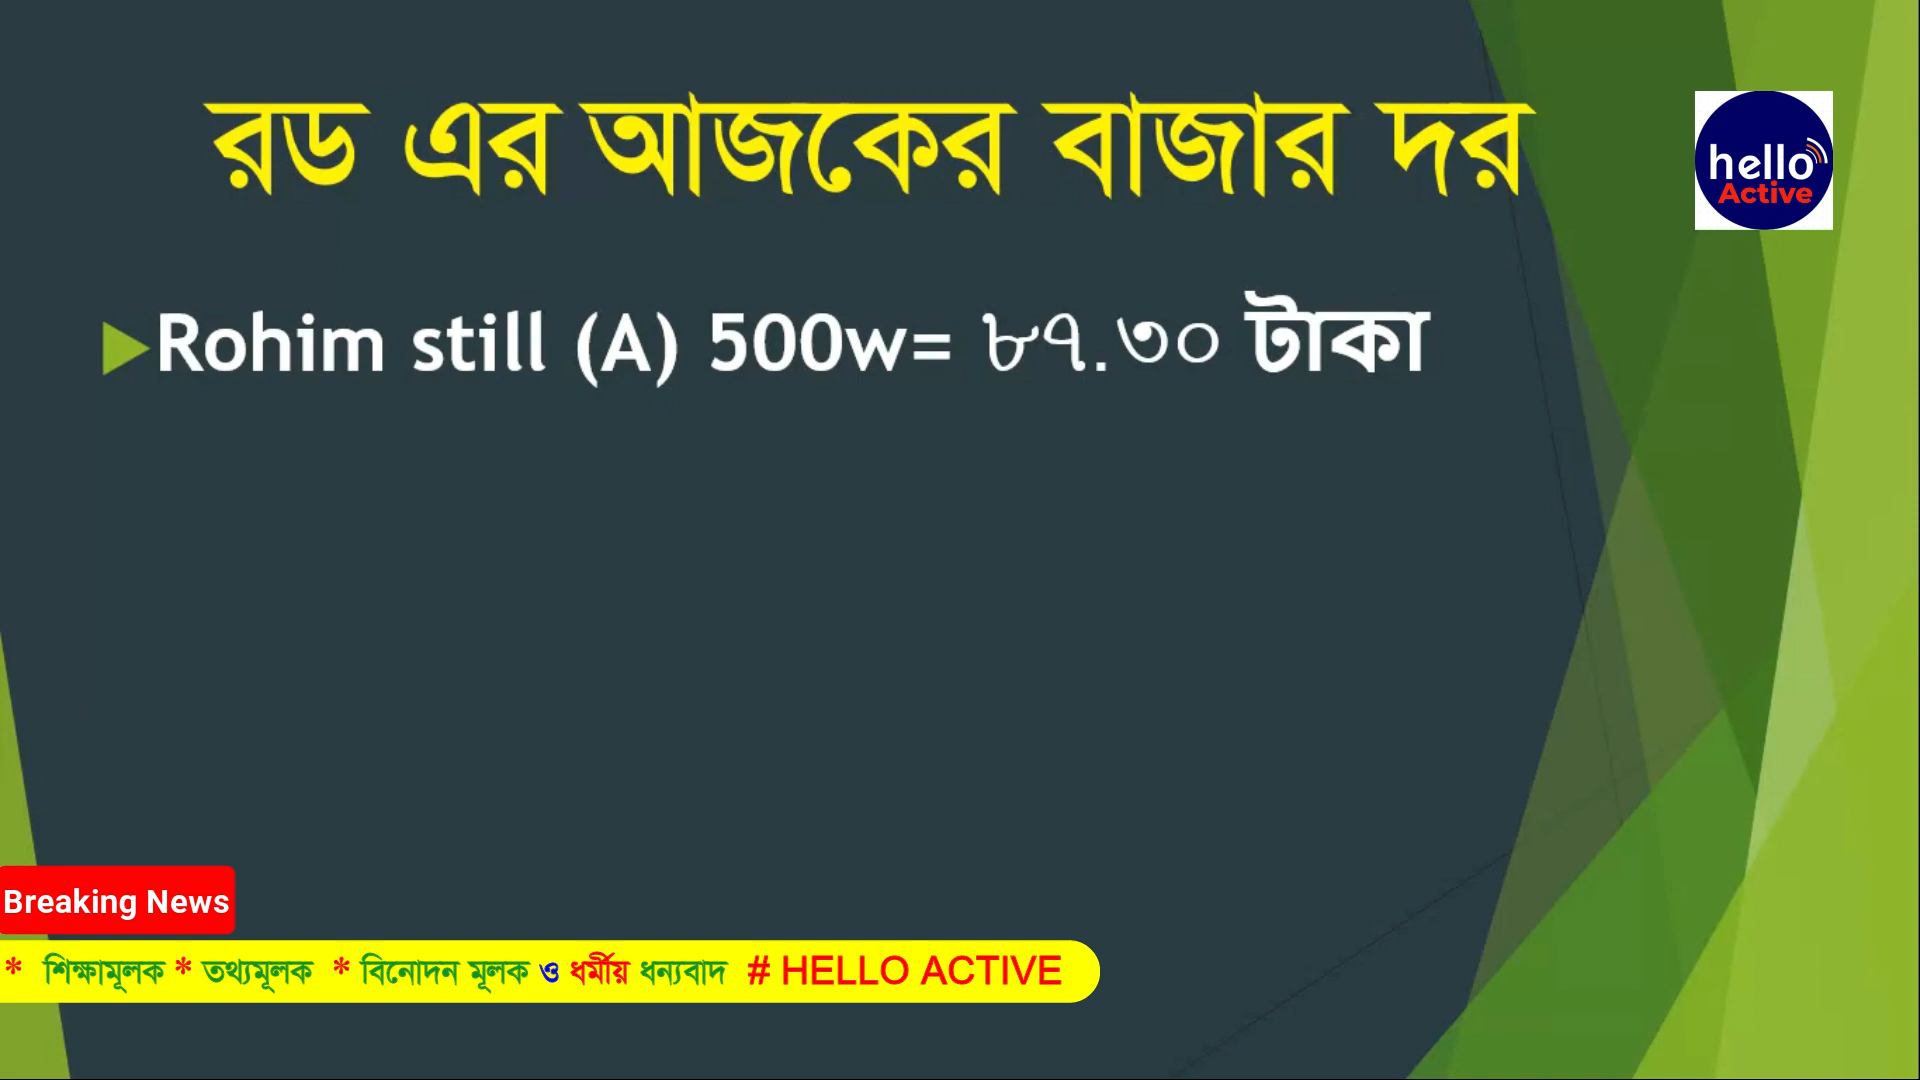 রড এর আজকের বাজার দর
hello
Active
Rohim still (A) 500w= ৮৭.৩০ টাকা
Breaking News
* শিক্ষামূলক * তথ্যমূলক * বিনোদন মূলক ও ধর্মীয় ধন্যবাদ # HELLO ACTIVE